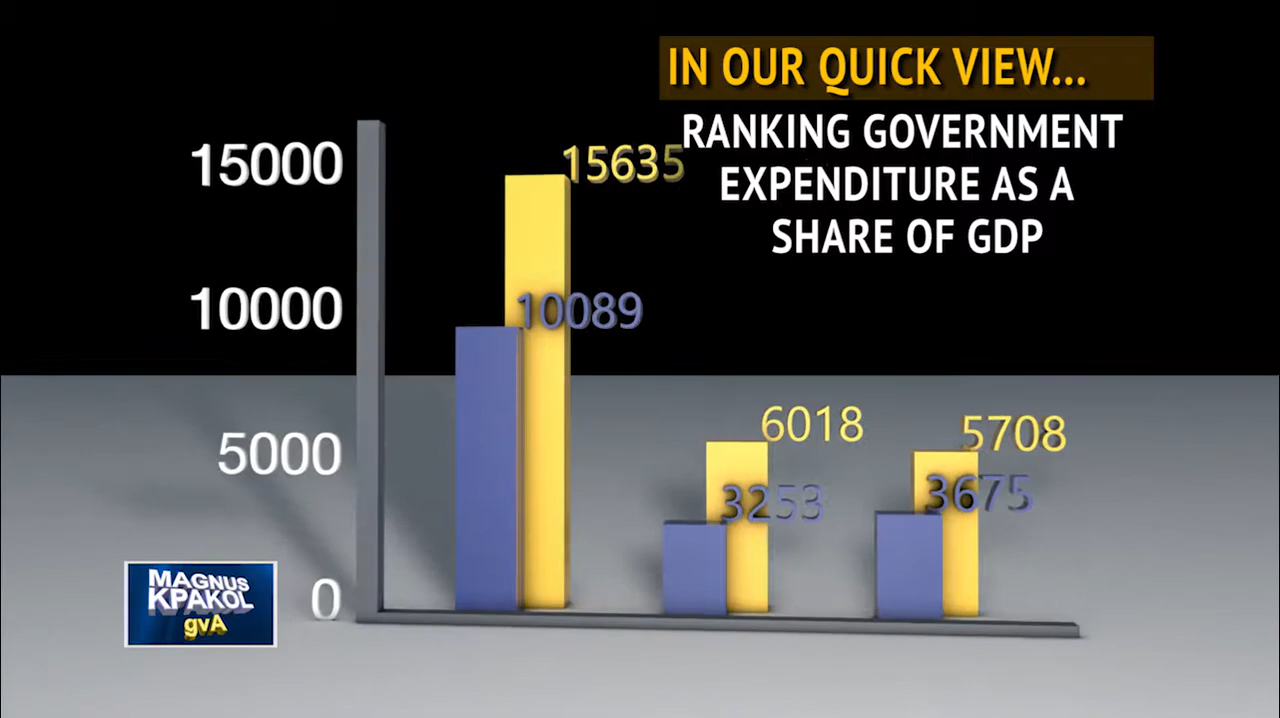 IN OUR QUICK VIEW...
RANKING GOVERNMENT
EXPENDITURE AS A
SHARE OF GDP
15000
15635
10000
10089
5000
6018
5708
3253
3675
0
MAGNUS
KPAKOL
gvA